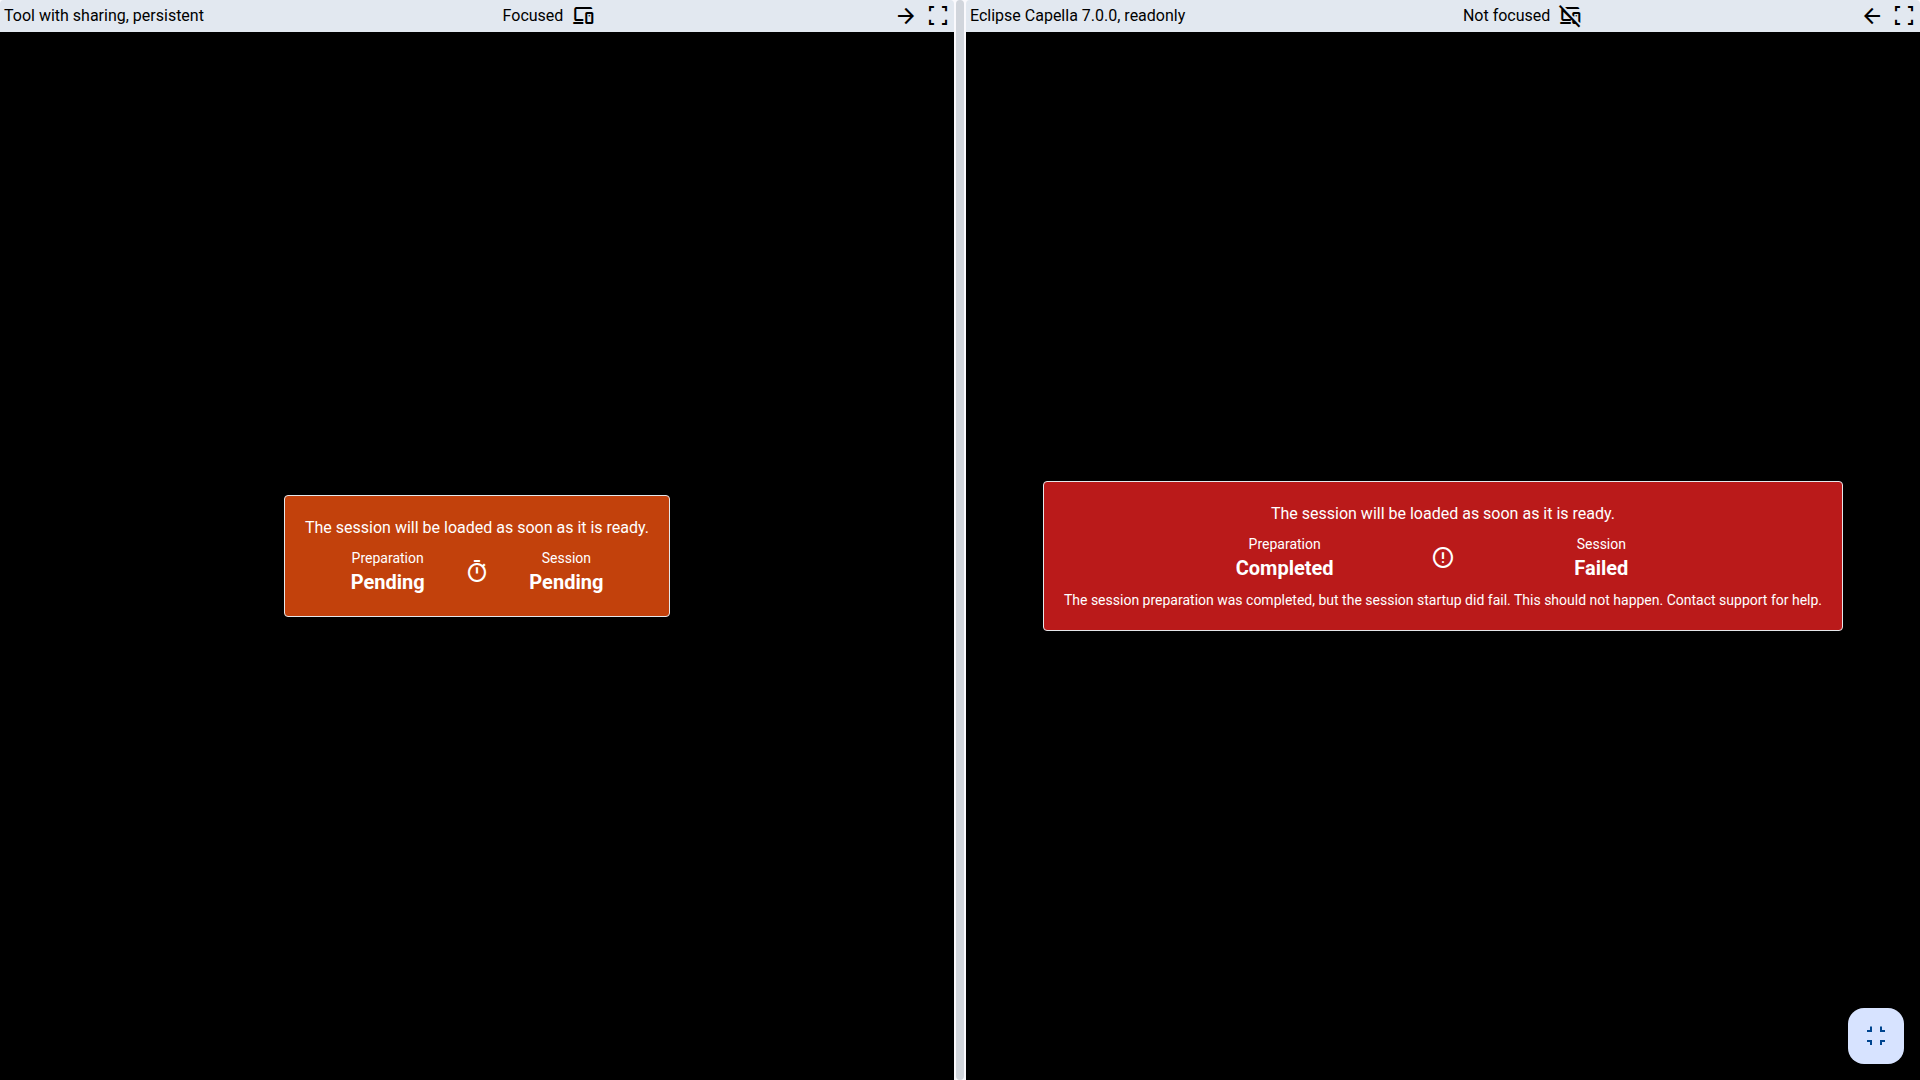 Tool with sharing, persistent
Focused
Eclipse Capella 7.0.0, readonly
Not focused
The session will be loaded as soon as it is ready.
Preparation
Pending
Session
Pending
The session will be loaded as soon as it is ready.
Preparation
Completed
Session
Failed
The session preparation was completed, but the session startup did fail. This should not happen. Contact support for help.